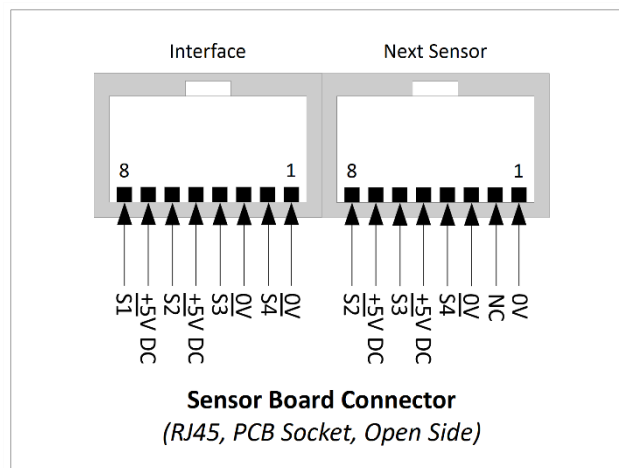 Interface Next Sensor
8 1 8 1
S1 +5V DC S2 +5V DC S3 0V S4 0V S2 +5V DC S3 +5V DC S4 0V NC 0V
Sensor Board Connector
(RJ45, PCB Socket, Open Side)